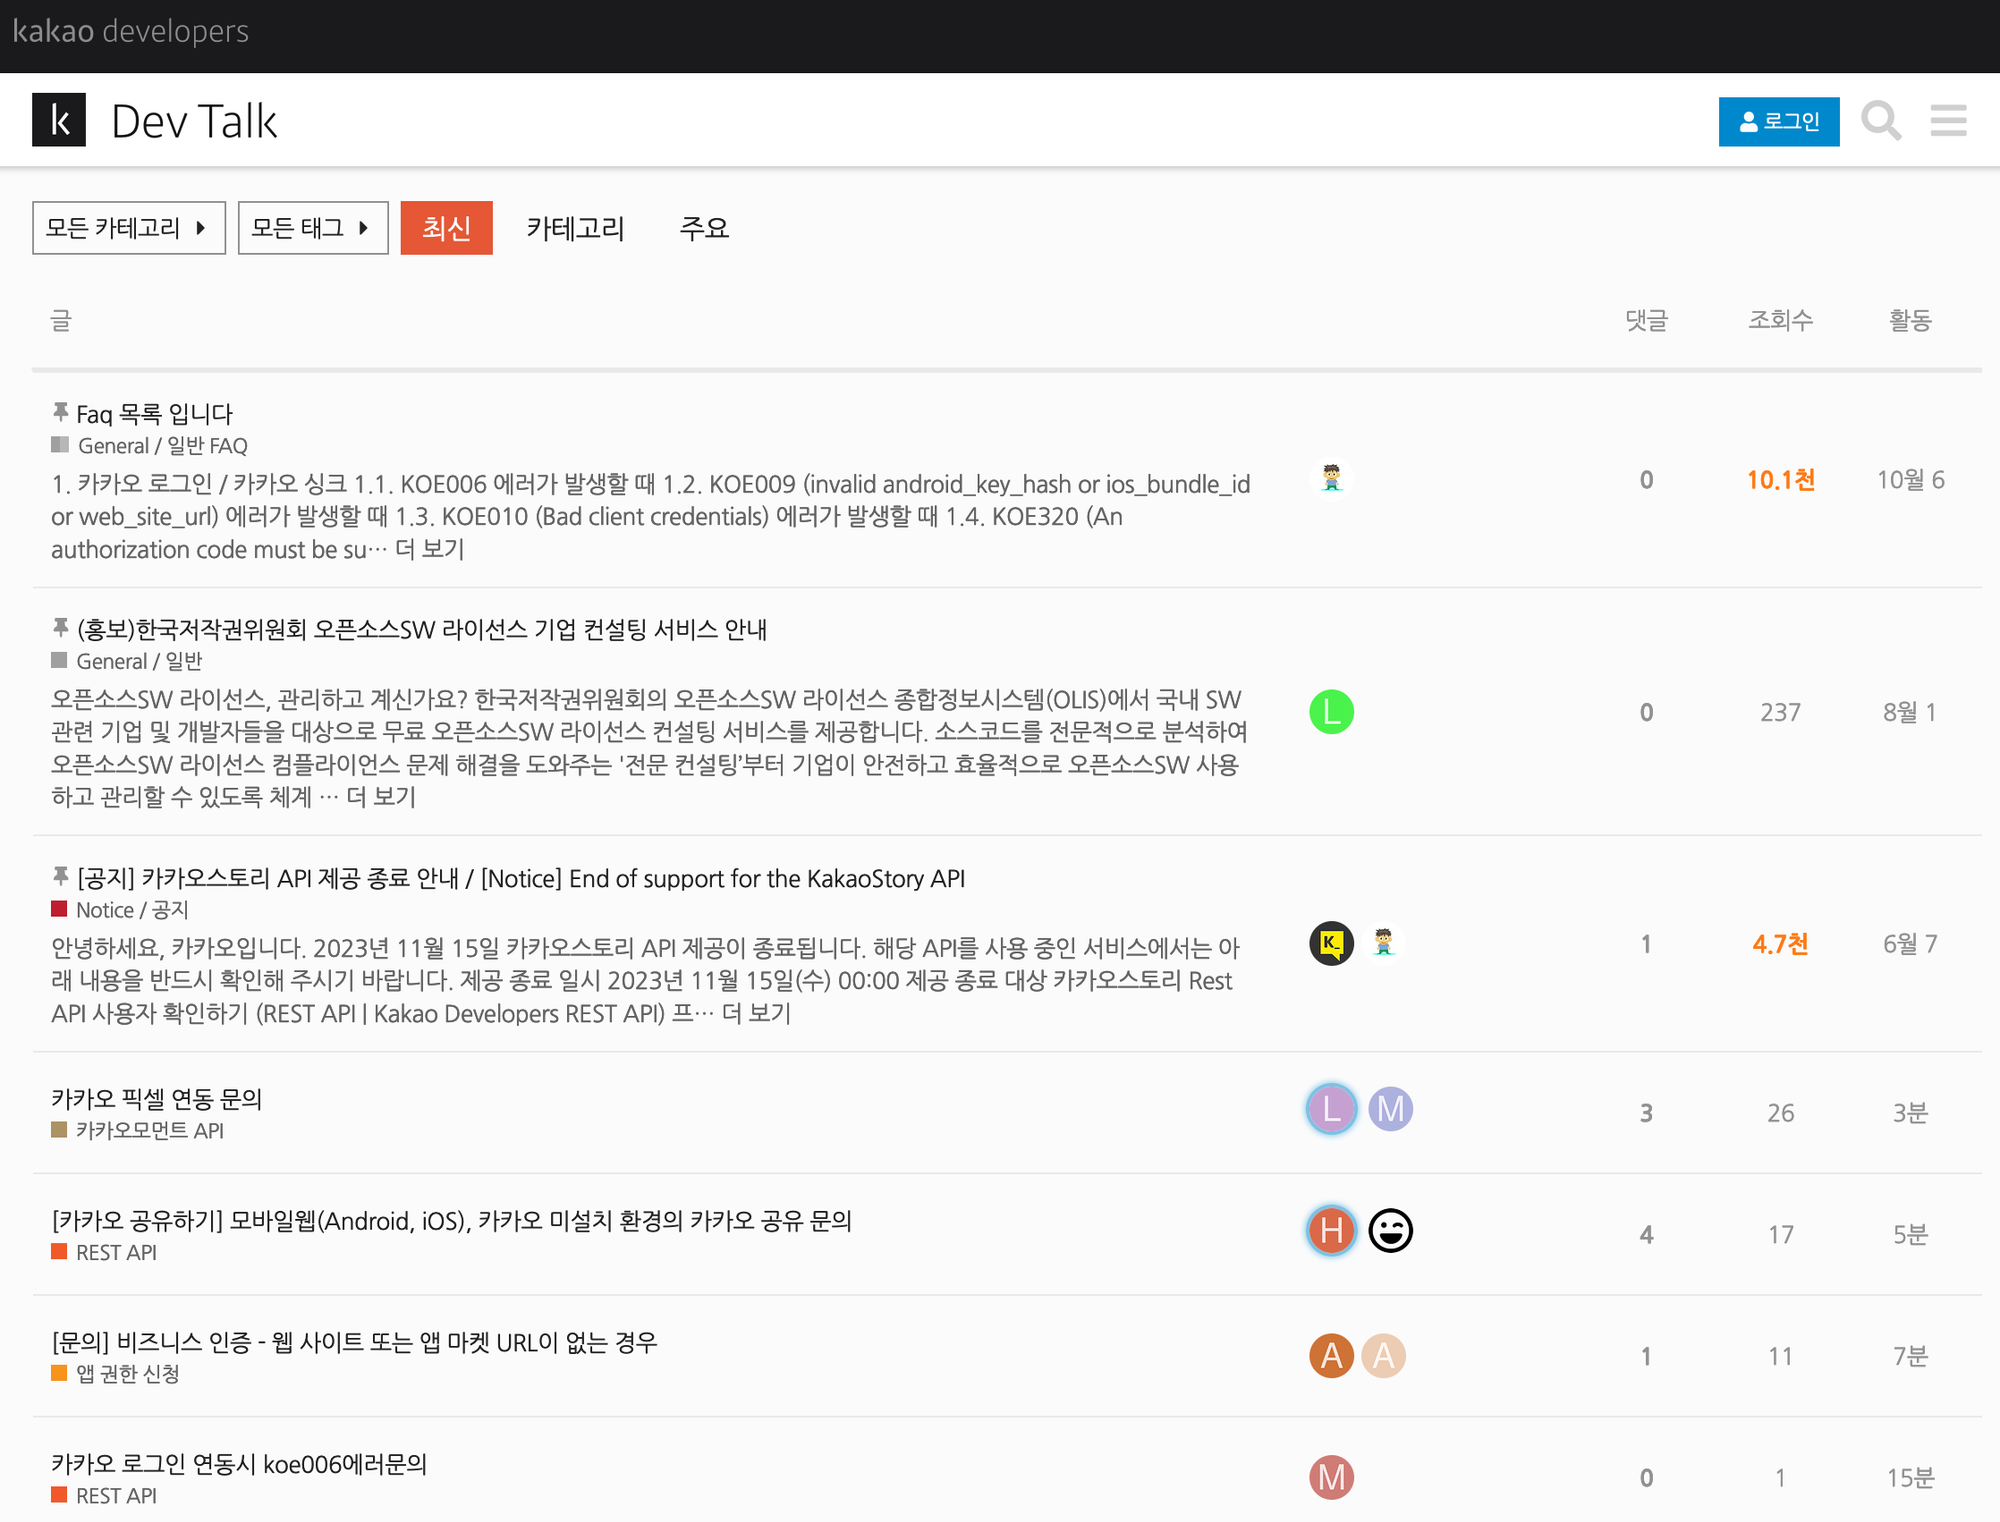 kakao developers
k Dev Talk
로그인
모든 카테고리
모든 태그
최신
카테고리
주요
글
댓글
조회수
활동
Faq 목록 입니다
General / 일반 FAQ
1. 카카오 로그인 / 카카오 싱크 1.1. KOE006 에러가 발생할 때 1.2. KOE009 (invalid android_key_hash or ios_bundle_id
or web_site_url) 에러가 발생할 때 1.3. KOE010 (Bad client credentials) 에러가 발생할 때 1.4. KOE320 (An
authorization code must be su… 더 보기
0
10.1천
10월 6
(홍보)한국저작권위원회 오픈소스SW 라이선스 기업 컨설팅 서비스 안내
General / 일반
오픈소스SW 라이선스, 관리하고 계신가요? 한국저작권위원회의 오픈소스SW 라이선스 종합정보시스템(OLIS)에서 국내 SW
관련 기업 및 개발자들을 대상으로 무료 오픈소스SW 라이선스 컨설팅 서비스를 제공합니다. 소스코드를 전문적으로 분석하여
오픈소스SW 라이선스 컴플라이언스 문제 해결을 도와주는 '전문 컨설팅’부터 기업이 안전하고 효율적으로 오픈소스SW 사용
하고 관리할 수 있도록 체계 … 더 보기
L
0
237
8월 1
[공지] 카카오스토리 API 제공 종료 안내 / [Notice] End of support for the KakaoStory API
Notice / 공지
안녕하세요, 카카오입니다. 2023년 11월 15일 카카오스토리 API 제공이 종료됩니다. 해당 API를 사용 중인 서비스에서는 아
래 내용을 반드시 확인해 주시기 바랍니다. 제공 종료 일시 2023년 11월 15일(수) 00:00 제공 종료 대상 카카오스토리 Rest
API 사용자 확인하기 (REST API | Kakao Developers REST API) 프… 더 보기
K_
1
4.7천
6월 7
카카오 픽셀 연동 문의
카카오모먼트 API
L
M
3
26
3분
[카카오 공유하기] 모바일웹(Android, iOS), 카카오 미설치 환경의 카카오 공유 문의
REST API
H
4
17
5분
[문의] 비즈니스 인증 - 웹 사이트 또는 앱 마켓 URL이 없는 경우
앱 권한 신청
A
A
1
11
7분
카카오 로그인 연동시 koe006에러문의
REST API
M
0
1
15분